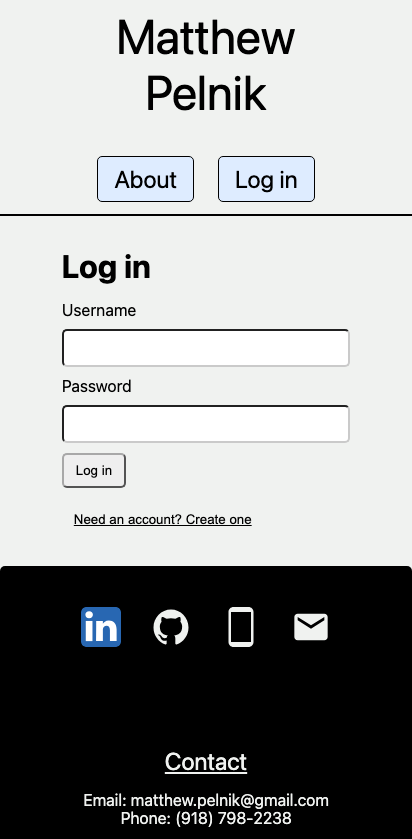 Matthew
Pelnik
About
Log in
Log in
Username
Password
Log in
Need an account? Create one
in
Contact
Email: matthew.pelnik@gmail.com
Phone: (918) 798-2238